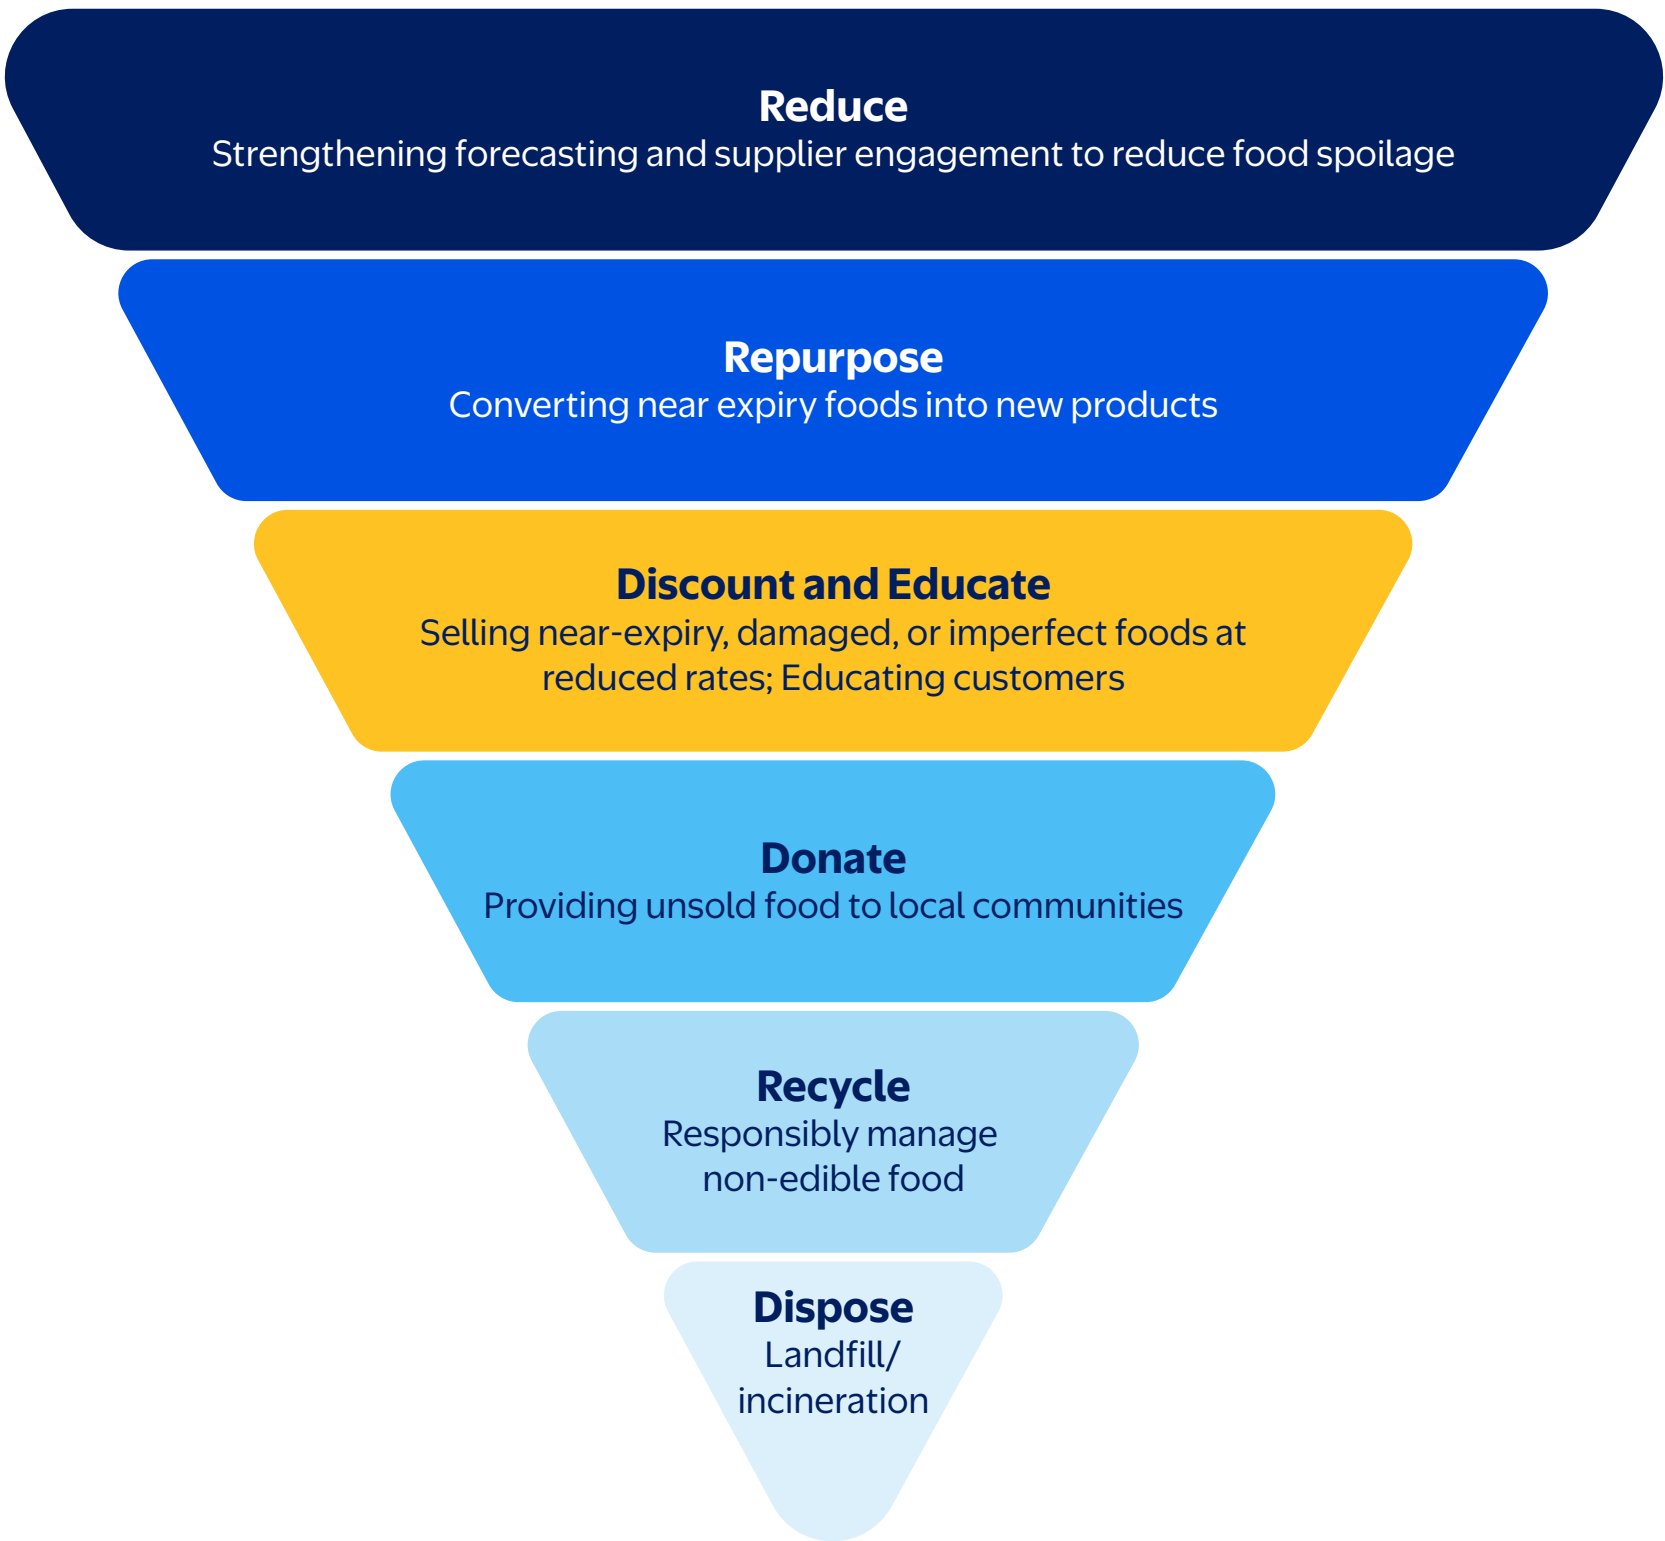 Reduce
Strengthening forecasting and supplier engagement to reduce food spoilage
Repurpose
Converting near expiry foods into new products
Discount and Educate
Selling near-expiry, damaged, or imperfect foods at
reduced rates; Educating customers
Donate
Providing unsold food to local communities
Recycle
Responsibly manage
non-edible food
Dispose
Landfill/
incineration